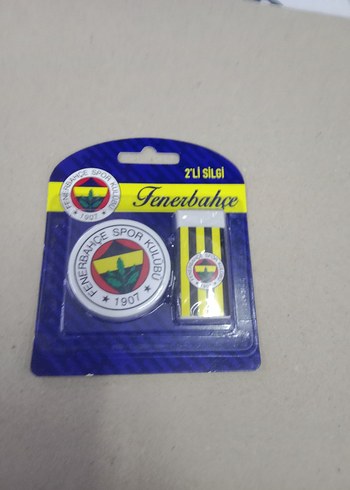 2'Lİ SİLGİ
Fenerbahçe
FENERBAHÇE SPOR KULÜBÜ
1907
FENERBAHÇE SPOR KULÜBÜ
★ 1907 ★